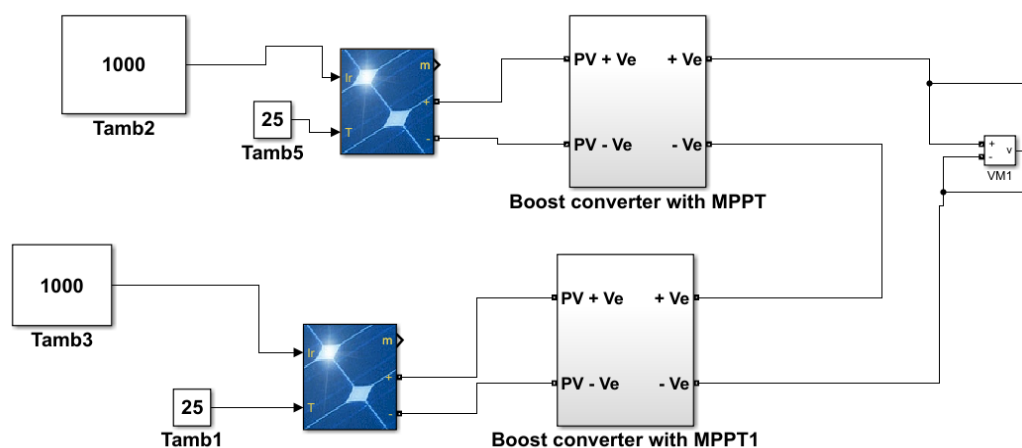 1000
Tamb2
25
Tamb5
Ir
T
m
+
-
PV + Ve
+ Ve
PV - Ve
- Ve
Boost converter with MPPT
+
-
v
VM1
1000
Tamb3
25
Tamb1
Ir
T
m
+
-
PV + Ve
+ Ve
PV - Ve
- Ve
Boost converter with MPPT1